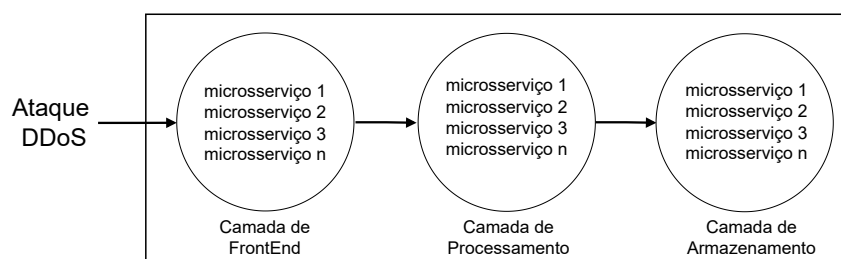 Ataque
DDoS
microsserviço 1
microsserviço 2
microsserviço 3
microsserviço n
Camada de
FrontEnd
microsserviço 1
microsserviço 2
microsserviço 3
microsserviço n
Camada de
Processamento
microsserviço 1
microsserviço 2
microsserviço 3
microsserviço n
Camada de
Armazenamento